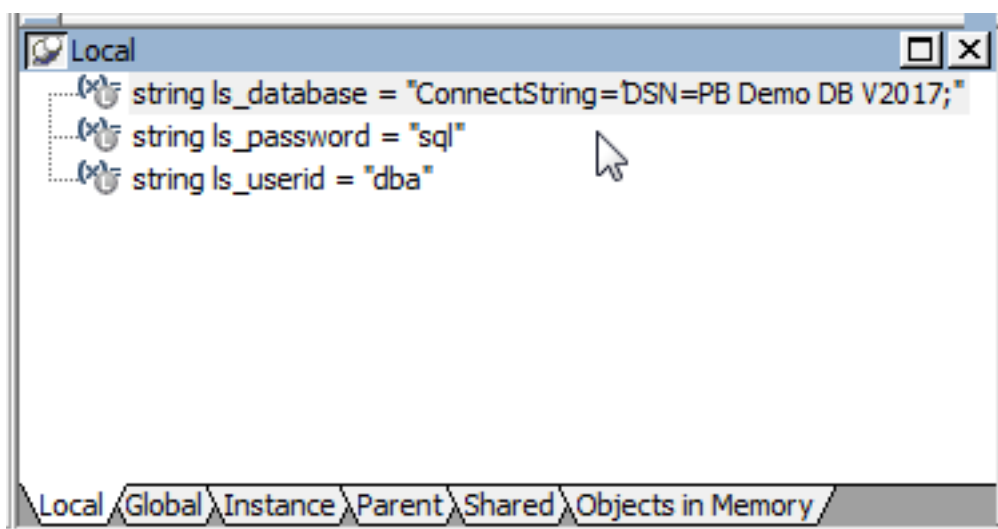 Local
string ls_database = "ConnectString='DSN=PB Demo DB V2017;"
string ls_password = "sql"
string ls_userid = "dba"
Local Global Instance Parent Shared Objects in Memory